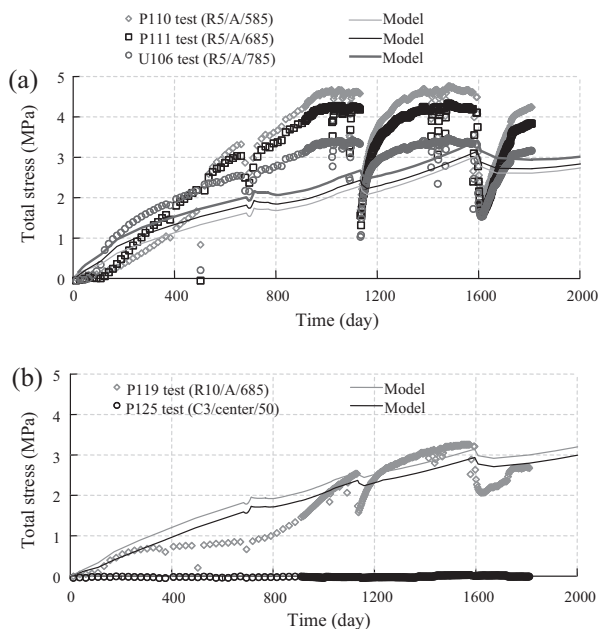 P110 test (R5/A/585) Model
P111 test (R5/A/685) Model
U106 test (R5/A/785) Model
(a)
5
4
3
2
1
0
Total stress (MPa)
0 400 800 1200 1600 2000
Time (day)
(b)
P119 test (R10/A/685) Model
P125 test (C3/center/50) Model
5
4
3
2
1
0
Total stress (MPa)
0 400 800 1200 1600 2000
Time (day)